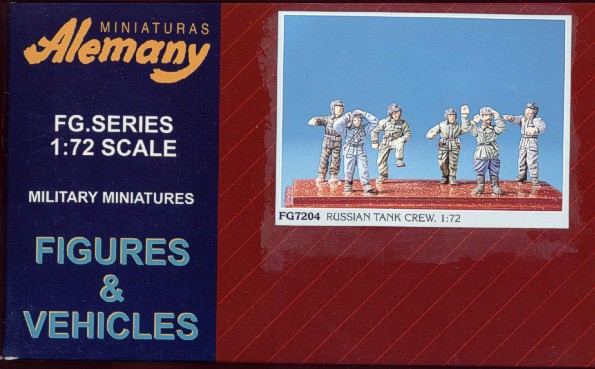 MINIATURAS
Alemany
FG.SERIES
1:72 SCALE
MILITARY MINIATURES
FIGURES
&
VEHICLES
FG7204 RUSSIAN TANK CREW. 1:72